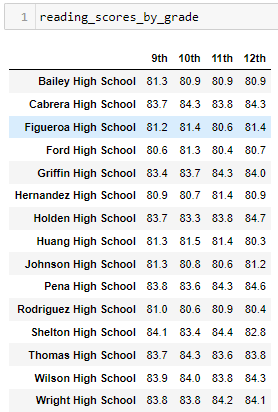 1 reading_scores_by_grade
9th 10th 11th 12th
Bailey High School 81.3 80.9 80.9 80.9
Cabrera High School 83.7 84.3 83.8 84.3
Figueroa High School 81.2 81.4 80.6 81.4
Ford High School 80.6 81.3 80.4 80.7
Griffin High School 83.4 83.7 84.3 84.0
Hernandez High School 80.9 80.7 81.4 80.9
Holden High School 83.7 83.3 83.8 84.7
Huang High School 81.3 81.5 81.4 80.3
Johnson High School 81.3 80.8 80.6 81.2
Pena High School 83.8 83.6 84.3 84.6
Rodriguez High School 81.0 80.6 80.9 80.4
Shelton High School 84.1 83.4 84.4 82.8
Thomas High School 83.7 84.3 83.6 83.8
Wilson High School 83.9 84.0 83.8 84.3
Wright High School 83.8 83.8 84.2 84.1